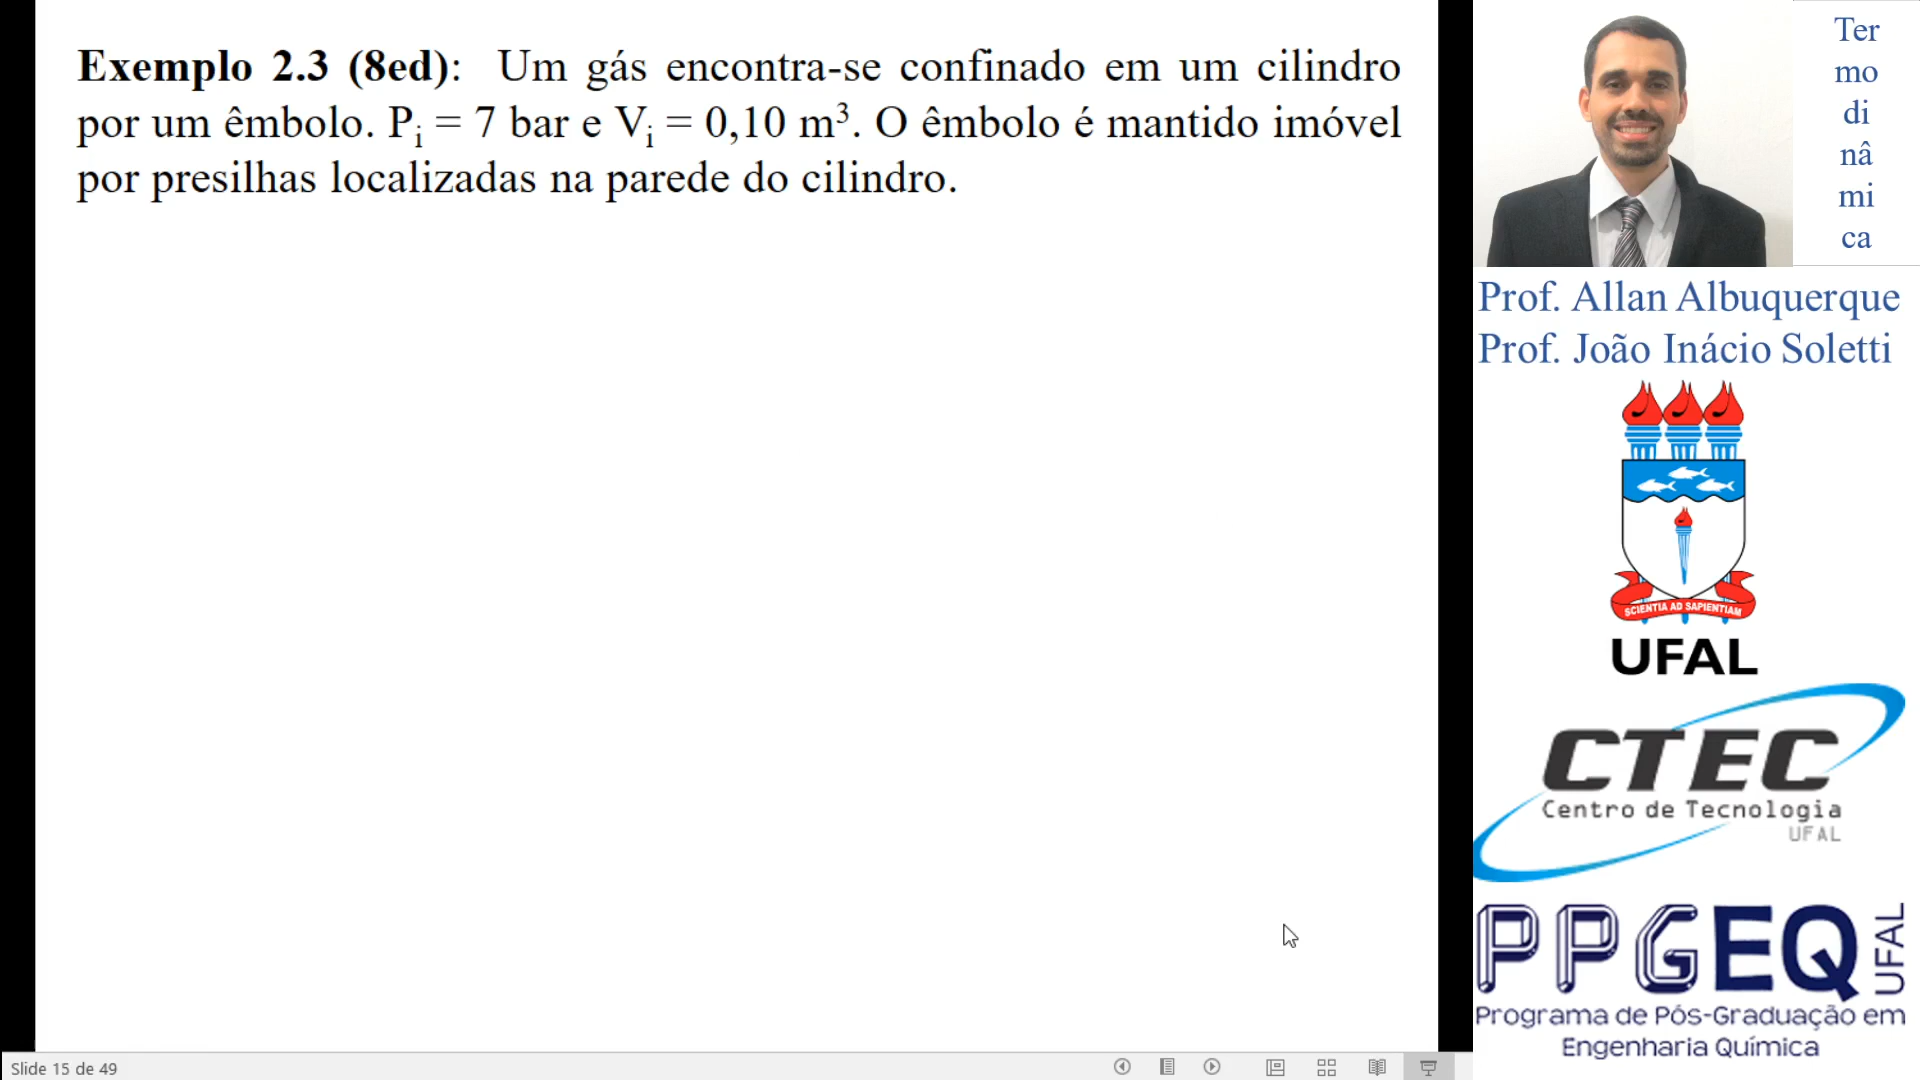 Exemplo 2.3 (8ed): Um gás encontra-se confinado em um cilindro
por um êmbolo. Pi = 7 bar e Vi = 0,10 m³. O êmbolo é mantido imóvel
por presilhas localizadas na parede do cilindro.
Ter
mo
di
nâ
mi
ca
Prof. Allan Albuquerque
Prof. João Inácio Soletti
SCIENTIA AD SAPIENTIAM
UFAL
CTEC
Centro de Tecnologia
UFAL
PPGEQ
UFAL
Programa de Pós-Graduação em
Engenharia Química
Slide 15 de 49